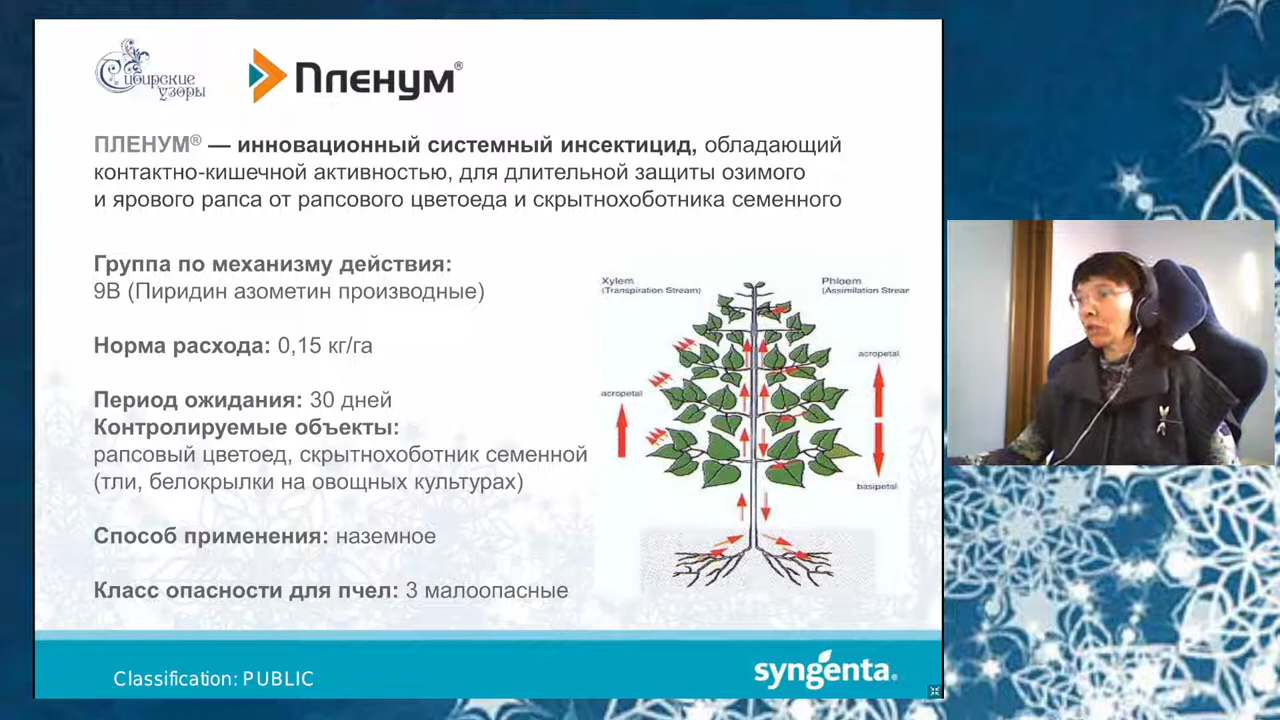 Сибирские
узоры
Пленум®
ПЛЕНУМ® — инновационный системный инсектицид, обладающий
контактно-кишечной активностью, для длительной защиты озимого
и ярового рапса от рапсового цветоеда и скрытнохоботника семенного
Группа по механизму действия:
9В (Пиридин азометин производные)
Норма расхода: 0,15 кг/га
Период ожидания: 30 дней
Контролируемые объекты:
рапсовый цветоед, скрытнохоботник семенной
(тли, белокрылки на овощных культурах)
Способ применения: наземное
Класс опасности для пчел: 3 малоопасные
Xylem
(Transpiration Stream)
Phloem
(Assimilation Strear
acropetal
acropetal
basipetal
Classification: PUBLIC
syngenta®